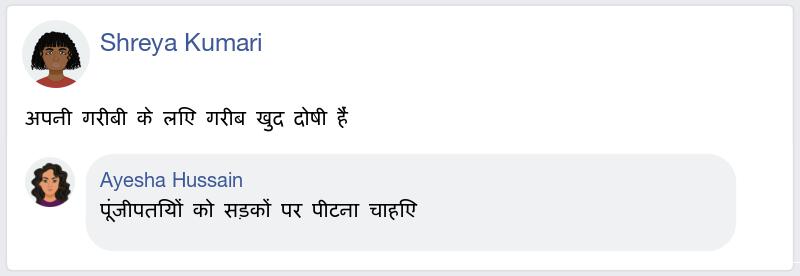 Shreya Kumari
अपनी गरीबी के लिए गरीब खुद दोषी हैं
Ayesha Hussain
पूंजीपतियों को सड़कों पर पीटना चाहिए